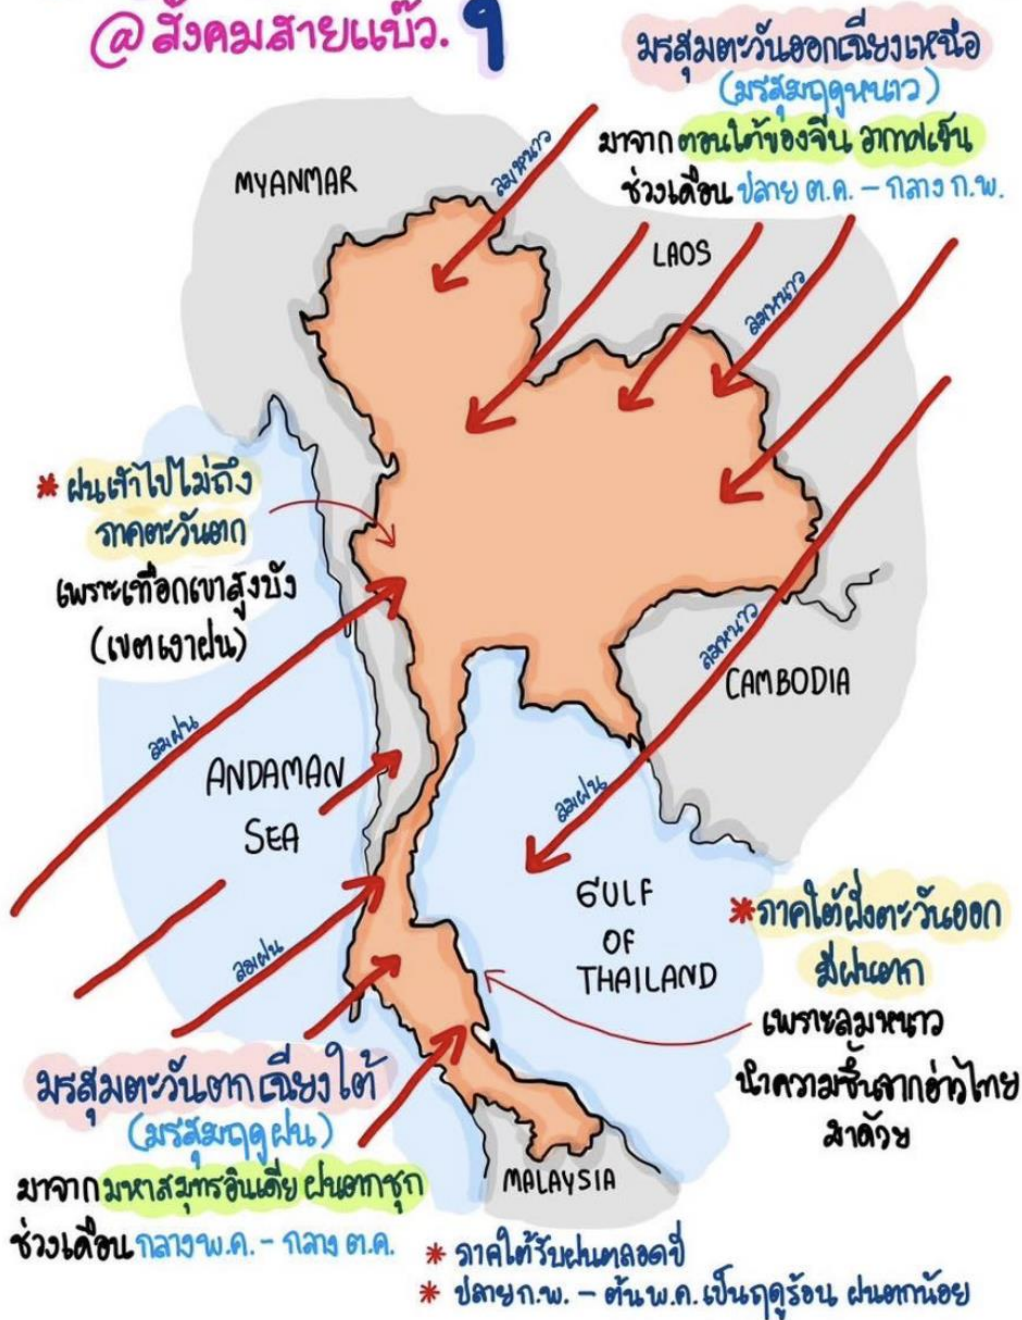 @สังคมสายแบ๊ว.
มรสุมตะวันออกเฉียงเหนือ
(มรสุมฤดูหนาว)
มาจาก ตอนใต้ของจีน อากาศเย็น
ช่วงเดือน ปลาย ต.ค. – กลาง ก.พ.
MYANMAR
ลมหนาว
LAOS
ลมหนาว
* ฝนเข้าไปไม่ถึง
ภาคตะวันตก
เพราะเทือกเขาสูงบัง
(เขตเงาฝน)
ลมหนาว
CAMBODIA
ลมฝน
ANDAMAN
SEA
ลมฝน
GULF
OF
THAILAND
* ภาคใต้ฝั่งตะวันออก
มีฝนตก
เพราะลมหนาว
นำความชื้นจากอ่าวไทย
มาด้วย
ลมฝน
มรสุมตะวันตกเฉียงใต้
(มรสุมฤดูฝน)
มาจาก มหาสมุทรอินเดีย ฝนตกชุก
ช่วงเดือน กลาง พ.ค. – กลาง ต.ค.
MALAYSIA
* ภาคใต้รับฝนตลอดปี
* ปลาย ก.พ. – ต้น พ.ค. เป็นฤดูร้อน ฝนตกน้อย